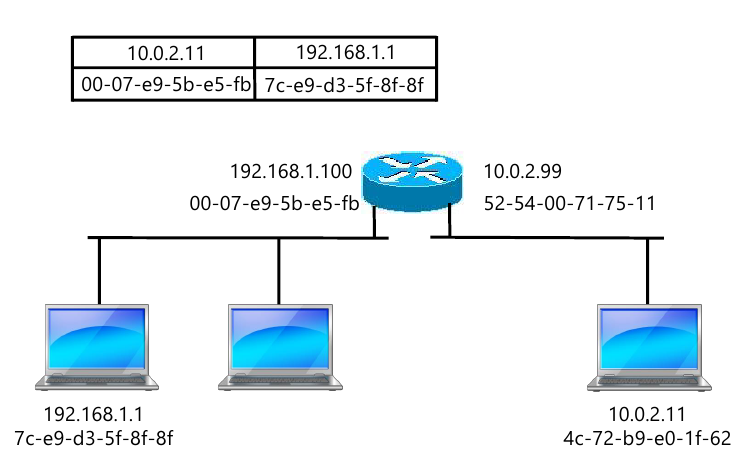 10.0.2.11 192.168.1.1
00-07-e9-5b-e5-fb 7c-e9-d3-5f-8f-8f
192.168.1.100 10.0.2.99
00-07-e9-5b-e5-fb 52-54-00-71-75-11
192.168.1.1 10.0.2.11
7c-e9-d3-5f-8f-8f 4c-72-b9-e0-1f-62